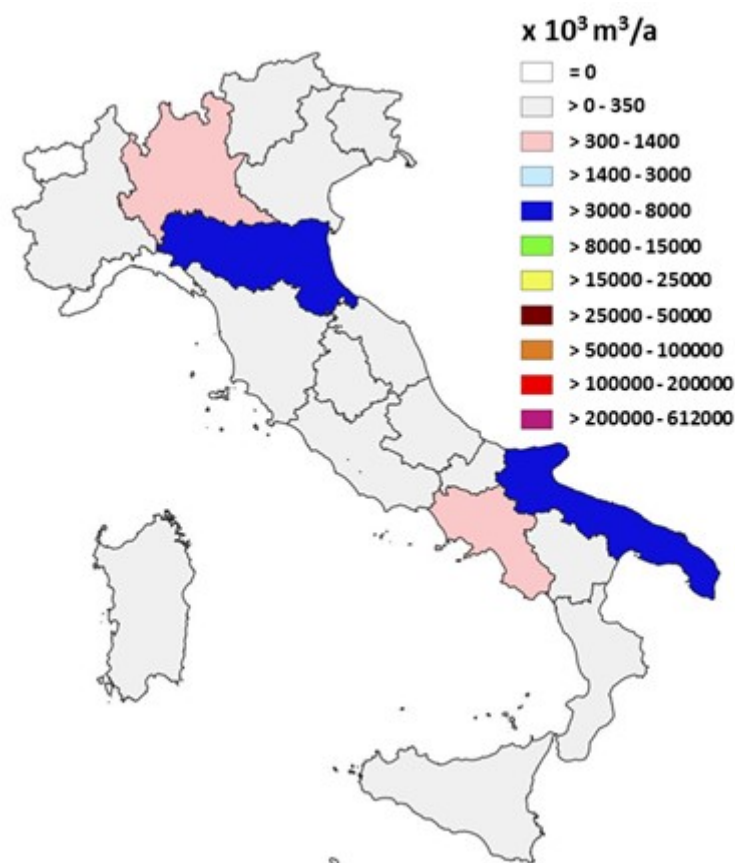 x 10³ m³/a
= 0
> 0 - 350
> 300 - 1400
> 1400 - 3000
> 3000 - 8000
> 8000 - 15000
> 15000 - 25000
> 25000 - 50000
> 50000 - 100000
> 100000 - 200000
> 200000 - 612000